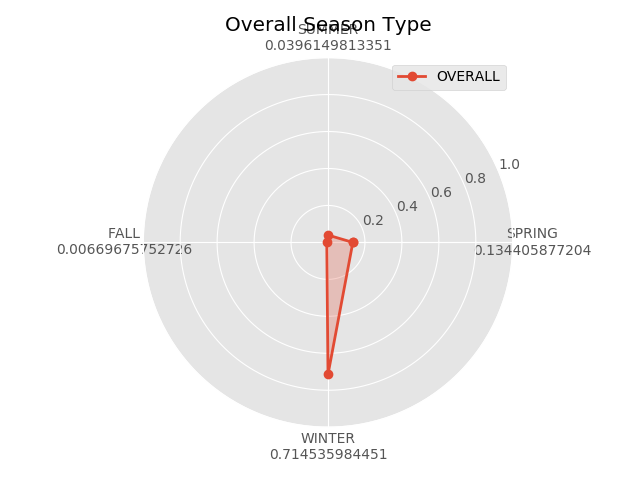 Overall Season Type
SUMMER
0.0396149813351
OVERALL
1.0
0.8
0.6
0.4
0.2
FALL
0.00669675752726
SPRING
0.134405877204
WINTER
0.714535984451